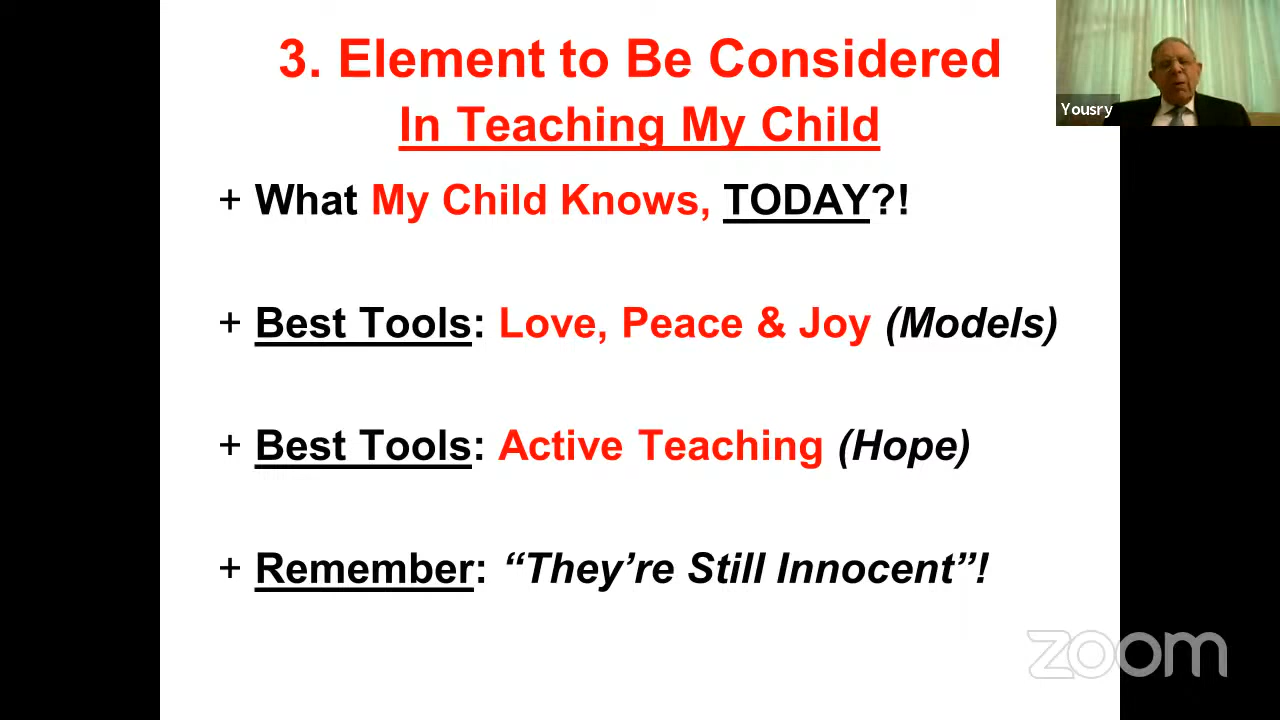 3. Element to Be Considered
In Teaching My Child
Yousry
+ What My Child Knows, TODAY?!
+ Best Tools: Love, Peace & Joy (Models)
+ Best Tools: Active Teaching (Hope)
+ Remember: “They’re Still Innocent”!
zoom